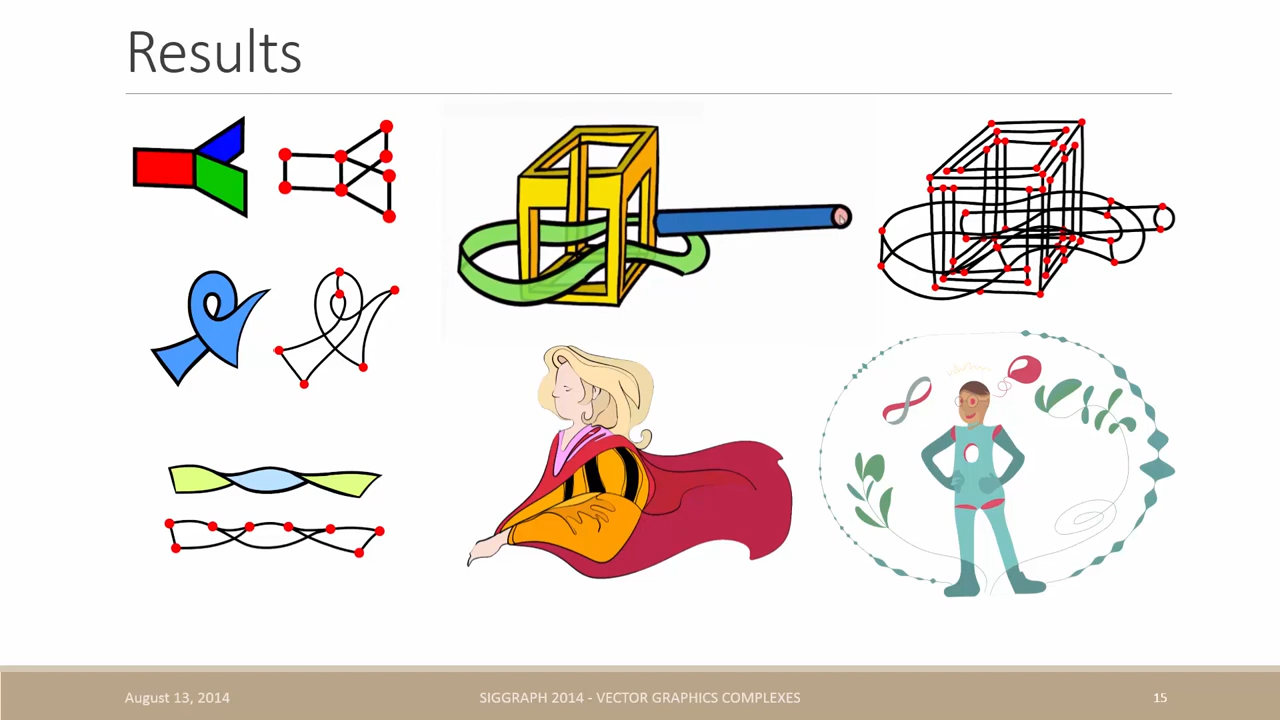 Results
August 13, 2014
SIGGRAPH 2014 - VECTOR GRAPHICS COMPLEXES
15